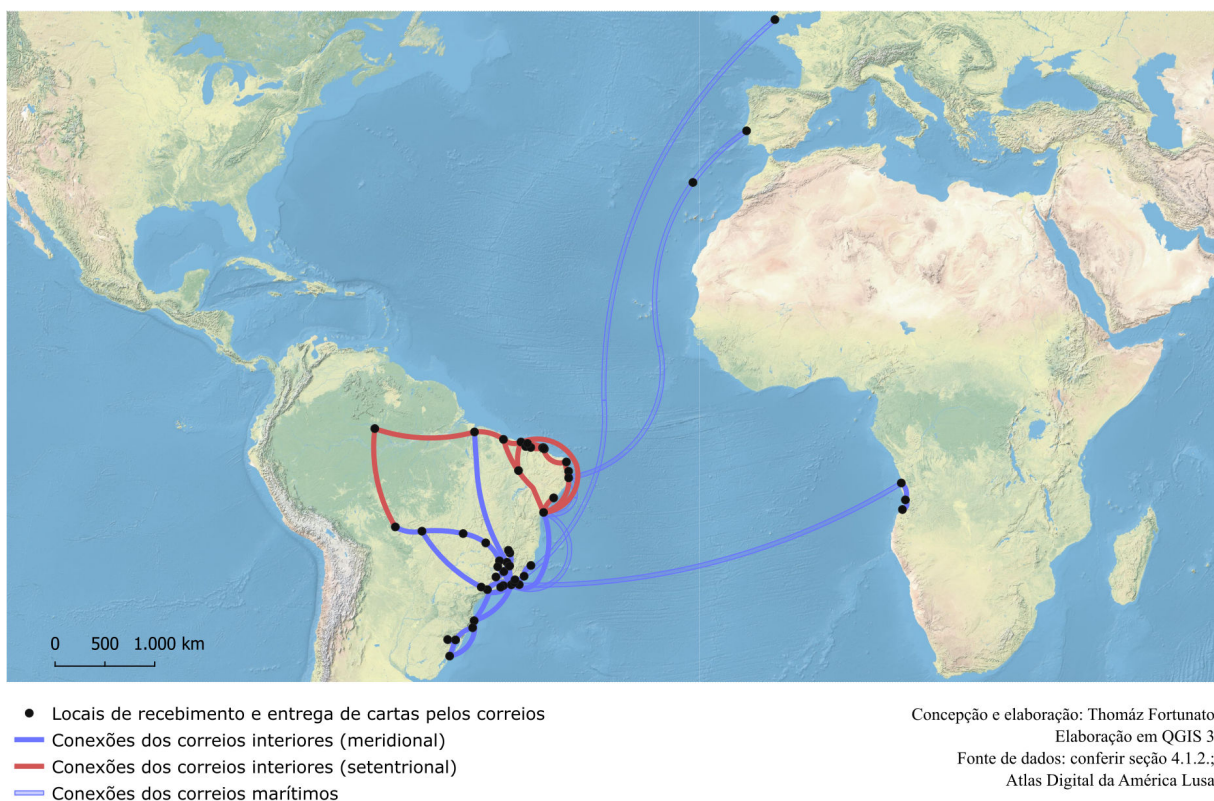 0 500 1.000 km
Locais de recebimento e entrega de cartas pelos correios
Conexões dos correios interiores (meridional)
Conexões dos correios interiores (setentrional)
Conexões dos correios marítimos
Concepção e elaboração: Thomáz Fortunato
Elaboração em QGIS 3
Fonte de dados: conferir seção 4.1.2.;
Atlas Digital da América Lusa